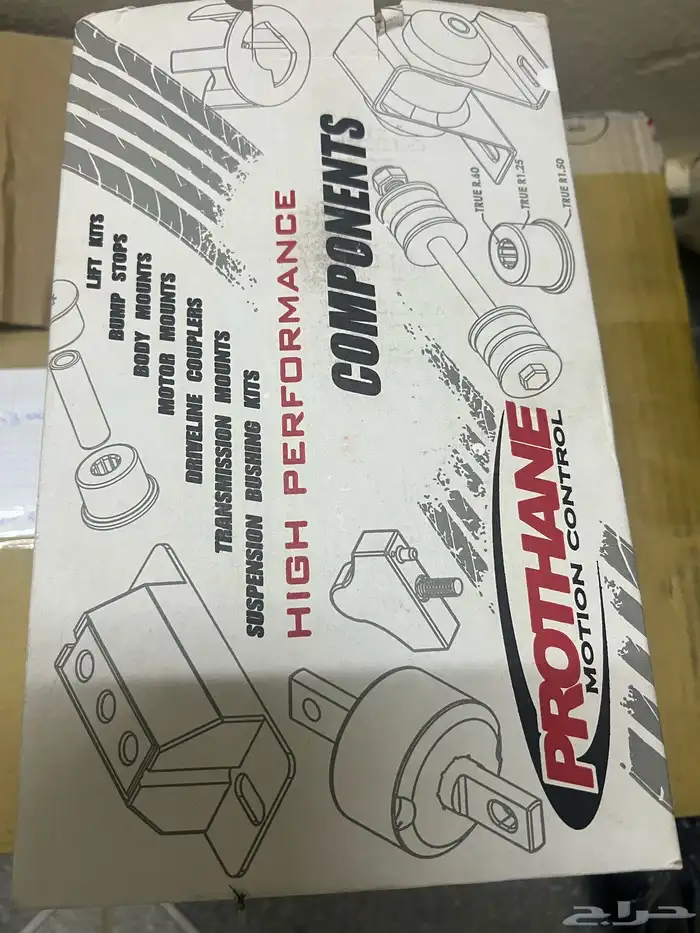 PROTHANE
MOTION CONTROL
HIGH PERFORMANCE
COMPONENTS
LIFT KITS
BUMP STOPS
BODY MOUNTS
MOTOR MOUNTS
DRIVELINE COUPLERS
TRANSMISSION MOUNTS
SUSPENSION BUSHING KITS
TRUE R.60
TRUE R1.25
TRUE R1.50
حراج